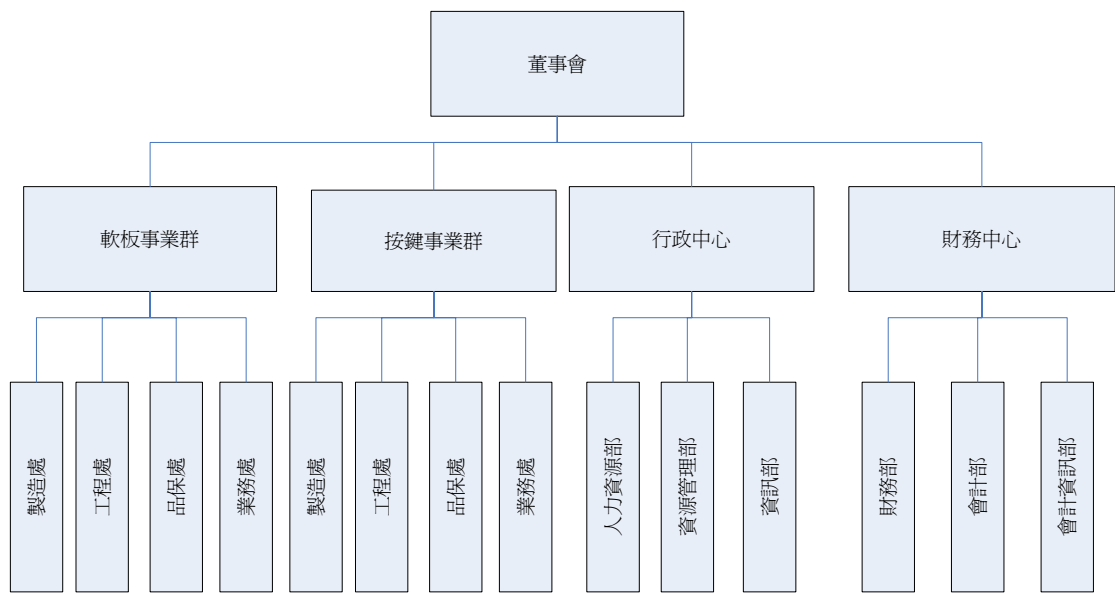 董事會
軟板事業群
按鍵事業群
行政中心
財務中心
製造處
工程處
品保處
業務處
製造處
工程處
品保處
業務處
人力資源部
資源管理部
資訊部
財務部
會計部
會計資訊部